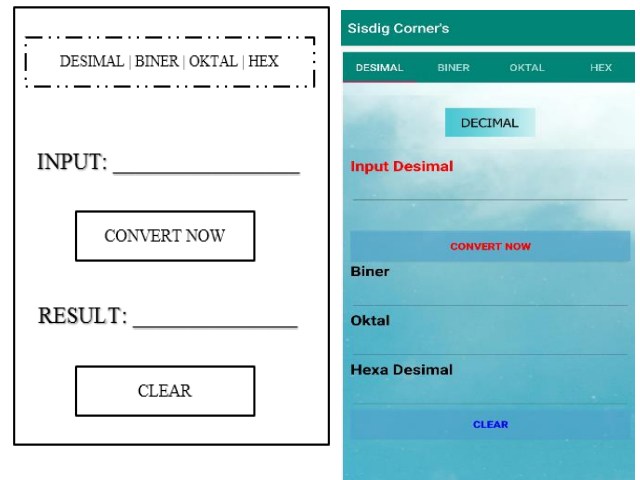 DESIMAL | BINER | OKTAL | HEX
INPUT:
CONVERT NOW
RESULT:
CLEAR
Sisdig Corner's
DESIMAL BINER OKTAL HEX
DECIMAL
Input Desimal
CONVERT NOW
Biner
Oktal
Hexa Desimal
CLEAR